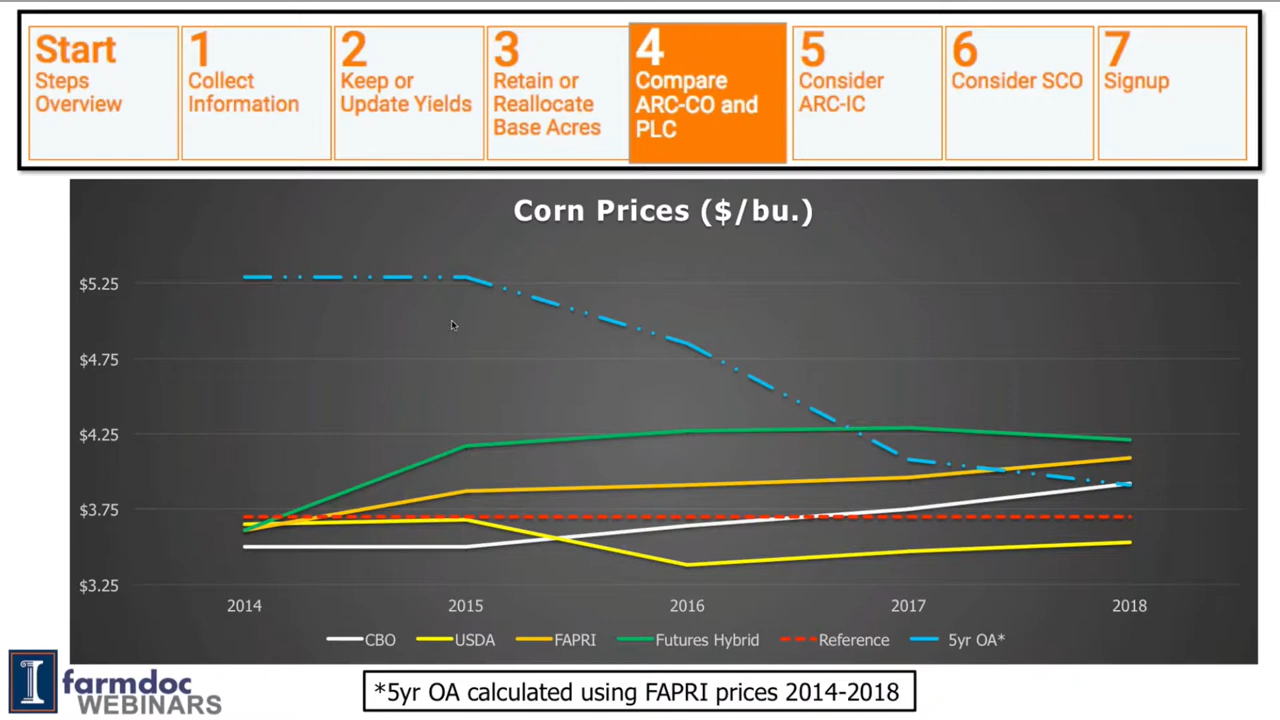 Start
Steps
Overview
1
Collect
Information
2
Keep or
Update Yields
3
Retain or
Reallocate
Base Acres
4
Compare
ARC-CO and
PLC
5
Consider
ARC-IC
6
Consider SCO
7
Signup
Corn Prices ($/bu.)
$5.25
$4.75
$4.25
$3.75
$3.25
2014 2015 2016 2017 2018
CBO USDA FAPRI Futures Hybrid Reference 5yr OA*
I
farmdoc
WEBINARS
*5yr OA calculated using FAPRI prices 2014-2018